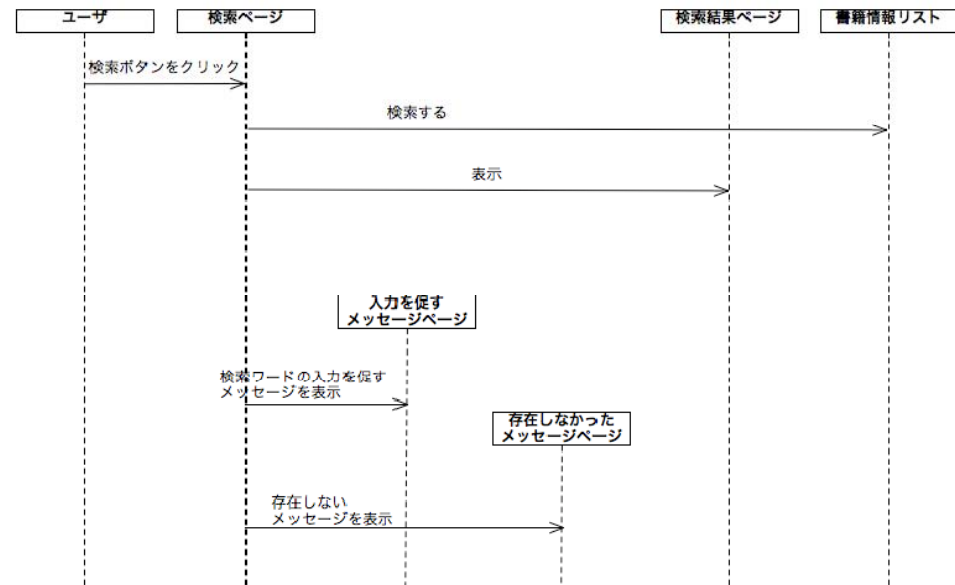 ユーザ
検索ページ
検索結果ページ
書籍情報リスト
検索ボタンをクリック
検索する
表示
入力を促す
メッセージページ
検索ワードの入力を促す
メッセージを表示
存在しなかった
メッセージページ
存在しない
メッセージを表示